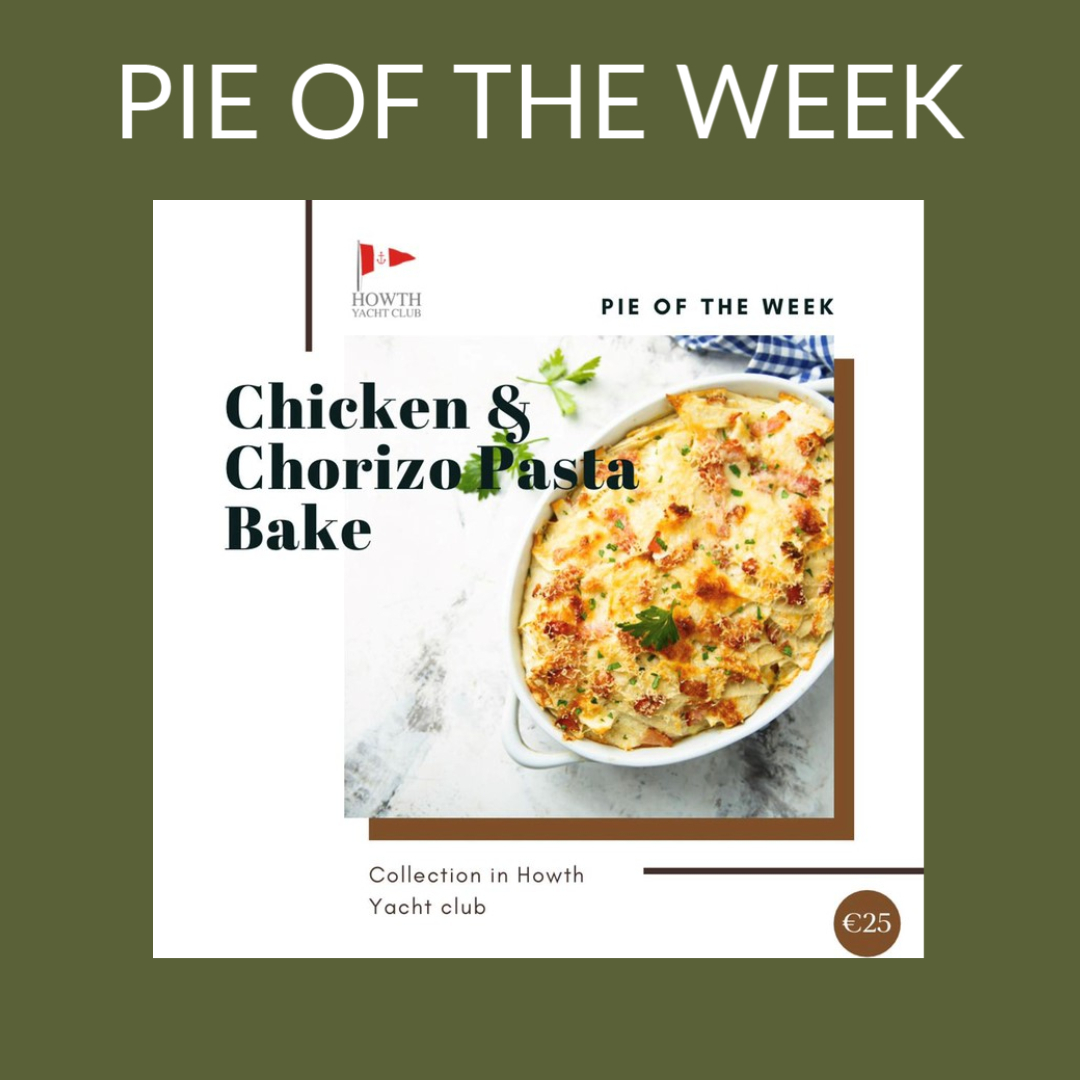 PIE OF THE WEEK
HOWTH
YACHT CLUB
PIE OF THE WEEK
Chicken &
Chorizo Pasta
Bake
Collection in Howth
Yacht club
€25